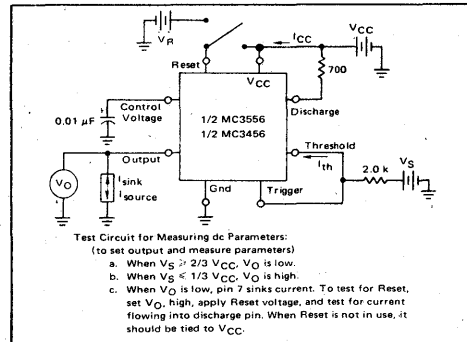 VR
ICC
VCC
Reset
VCC
700
Control
Voltage
0.01 μF
1/2 MC3556
1/2 MC3456
Discharge
Threshold
Ith
VS
2.0 k
Output
VO
Isink
Isource
Gnd
Trigger
Test Circuit for Measuring dc Parameters:
(to set output and measure parameters)
a. When VS ≥ 2/3 VCC, VO is low.
b. When VS ≤ 1/3 VCC, VO is high.
c. When VO is low, pin 7 sinks current. To test for Reset,
set VO, high, apply Reset voltage, and test for current
flowing into discharge pin. When Reset is not in use, it
should be tied to VCC.